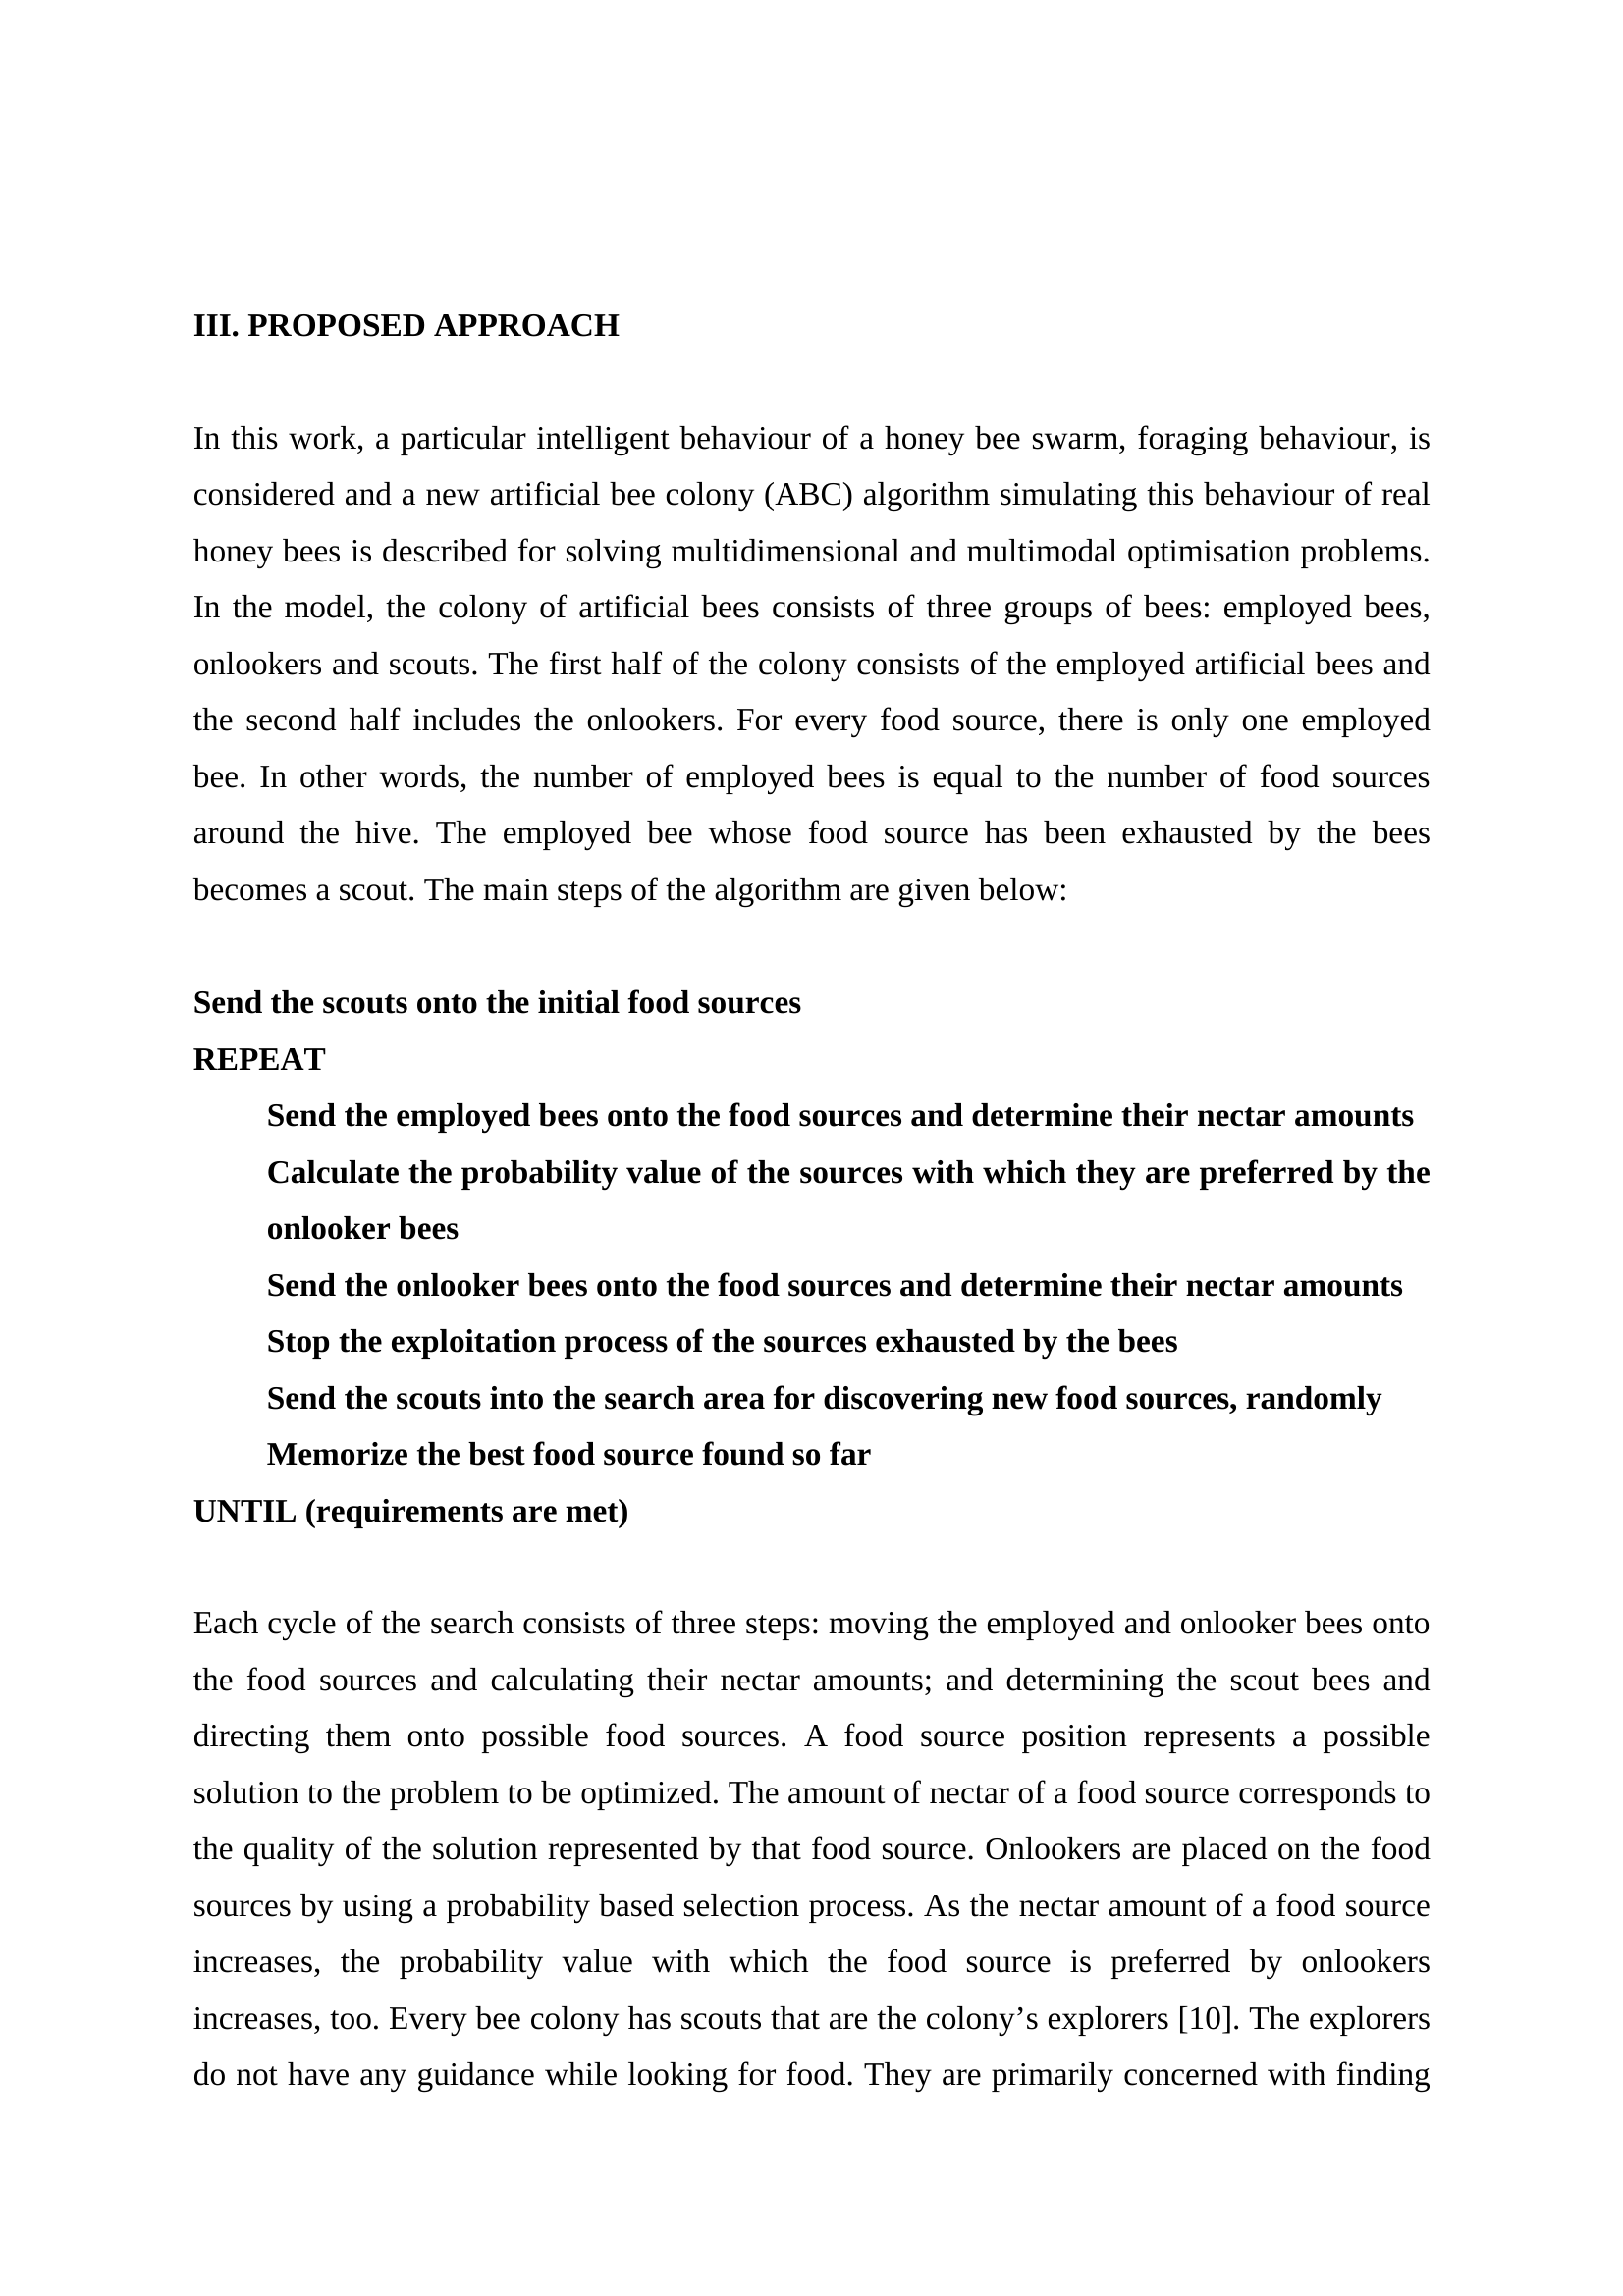 III. PROPOSED APPROACH
In this work, a particular intelligent behaviour of a honey bee swarm, foraging behaviour, is
considered and a new artificial bee colony (ABC) algorithm simulating this behaviour of real
honey bees is described for solving multidimensional and multimodal optimisation problems.
In the model, the colony of artificial bees consists of three groups of bees: employed bees,
onlookers and scouts. The first half of the colony consists of the employed artificial bees and
the second half includes the onlookers. For every food source, there is only one employed
bee. In other words, the number of employed bees is equal to the number of food sources
around the hive. The employed bee whose food source has been exhausted by the bees
becomes a scout. The main steps of the algorithm are given below:
Send the scouts onto the initial food sources
REPEAT
Send the employed bees onto the food sources and determine their nectar amounts
Calculate the probability value of the sources with which they are preferred by the
onlooker bees
Send the onlooker bees onto the food sources and determine their nectar amounts
Stop the exploitation process of the sources exhausted by the bees
Send the scouts into the search area for discovering new food sources, randomly
Memorize the best food source found so far
UNTIL (requirements are met)
Each cycle of the search consists of three steps: moving the employed and onlooker bees onto
the food sources and calculating their nectar amounts; and determining the scout bees and
directing them onto possible food sources. A food source position represents a possible
solution to the problem to be optimized. The amount of nectar of a food source corresponds to
the quality of the solution represented by that food source. Onlookers are placed on the food
sources by using a probability based selection process. As the nectar amount of a food source
increases, the probability value with which the food source is preferred by onlookers
increases, too. Every bee colony has scouts that are the colony’s explorers [10]. The explorers
do not have any guidance while looking for food. They are primarily concerned with finding